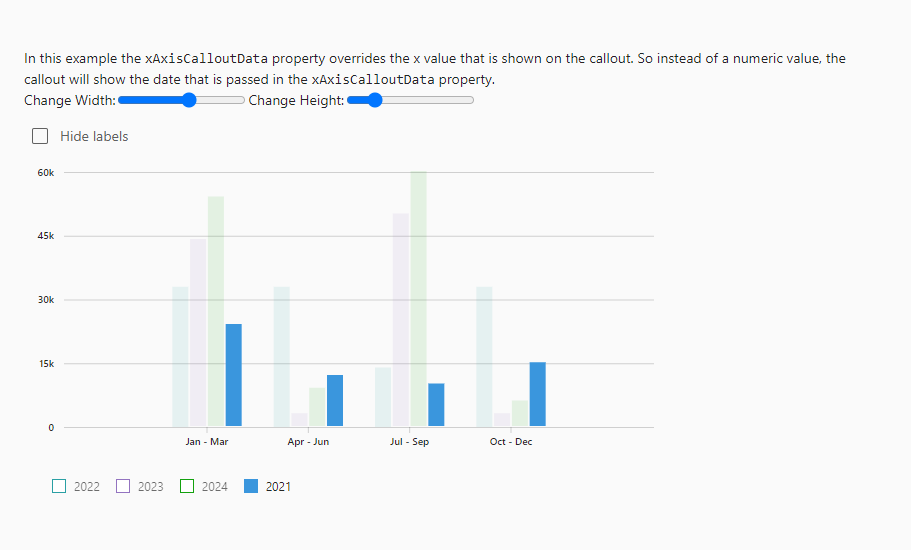 In this example the xAxisCalloutData property overrides the x value that is shown on the callout. So instead of a numeric value, the
callout will show the date that is passed in the xAxisCalloutData property.
Change Width: Change Height:
Hide labels
60k
45k
30k
15k
0
Jan - Mar Apr - Jun Jul - Sep Oct - Dec
2022 2023 2024 2021